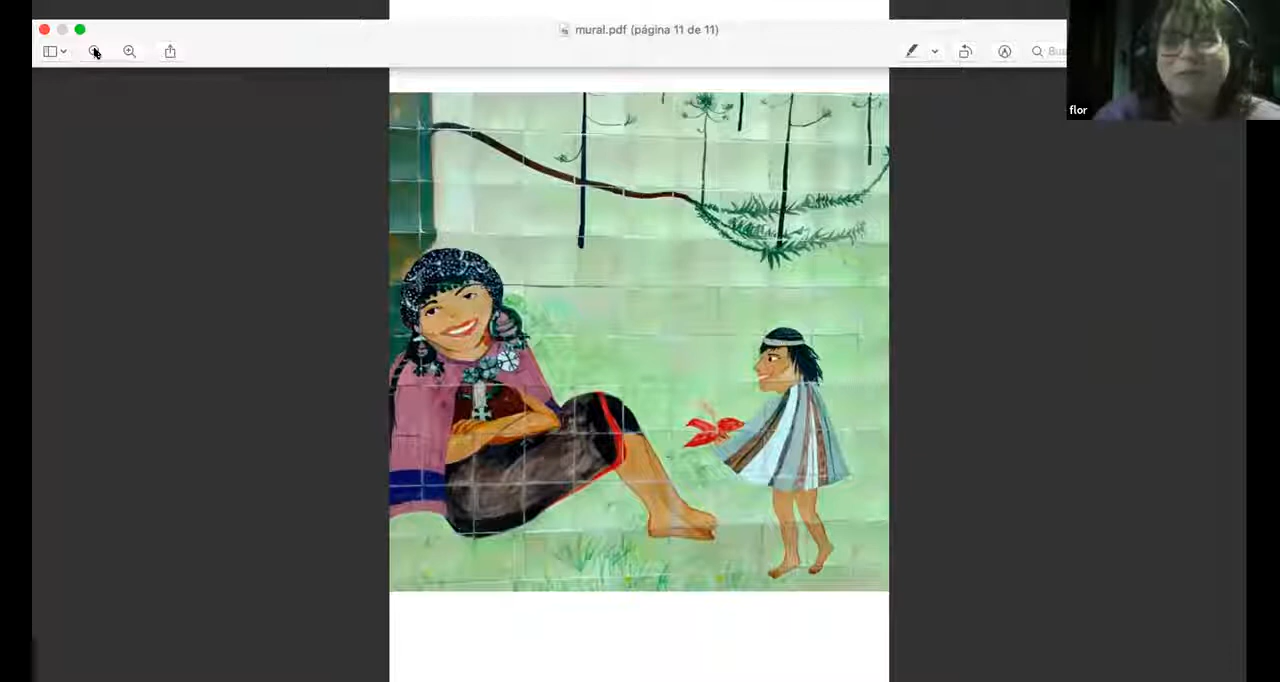 mural.pdf (página 11 de 11)
flor